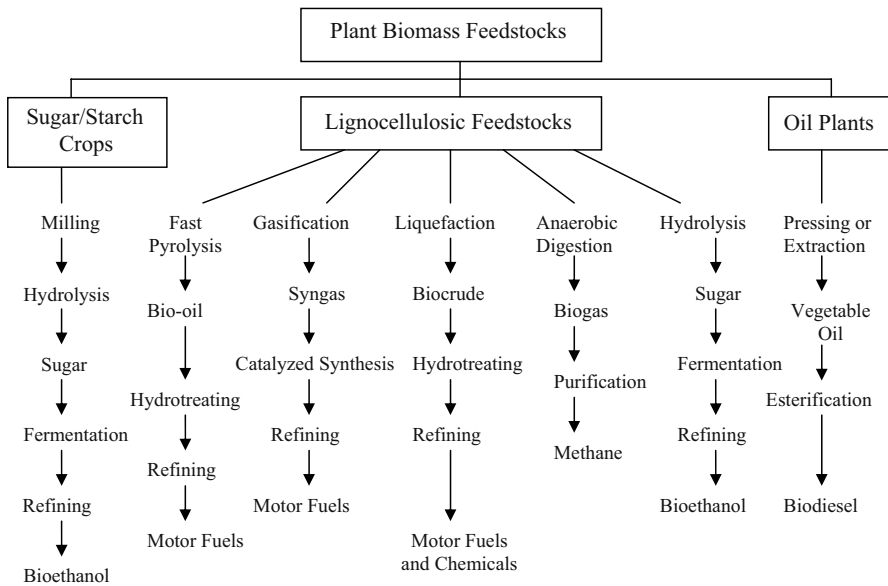 Plant Biomass Feedstocks
Sugar/Starch
Crops
Lignocellulosic Feedstocks
Oil Plants
Milling
Hydrolysis
Sugar
Fermentation
Refining
Bioethanol
Fast
Pyrolysis
Bio-oil
Hydrotreating
Refining
Motor Fuels
Gasification
Syngas
Catalyzed Synthesis
Refining
Motor Fuels
Liquefaction
Biocrude
Hydrotreating
Refining
Motor Fuels
and Chemicals
Anaerobic
Digestion
Biogas
Purification
Methane
Hydrolysis
Sugar
Fermentation
Refining
Bioethanol
Pressing or
Extraction
Vegetable
Oil
Esterification
Biodiesel